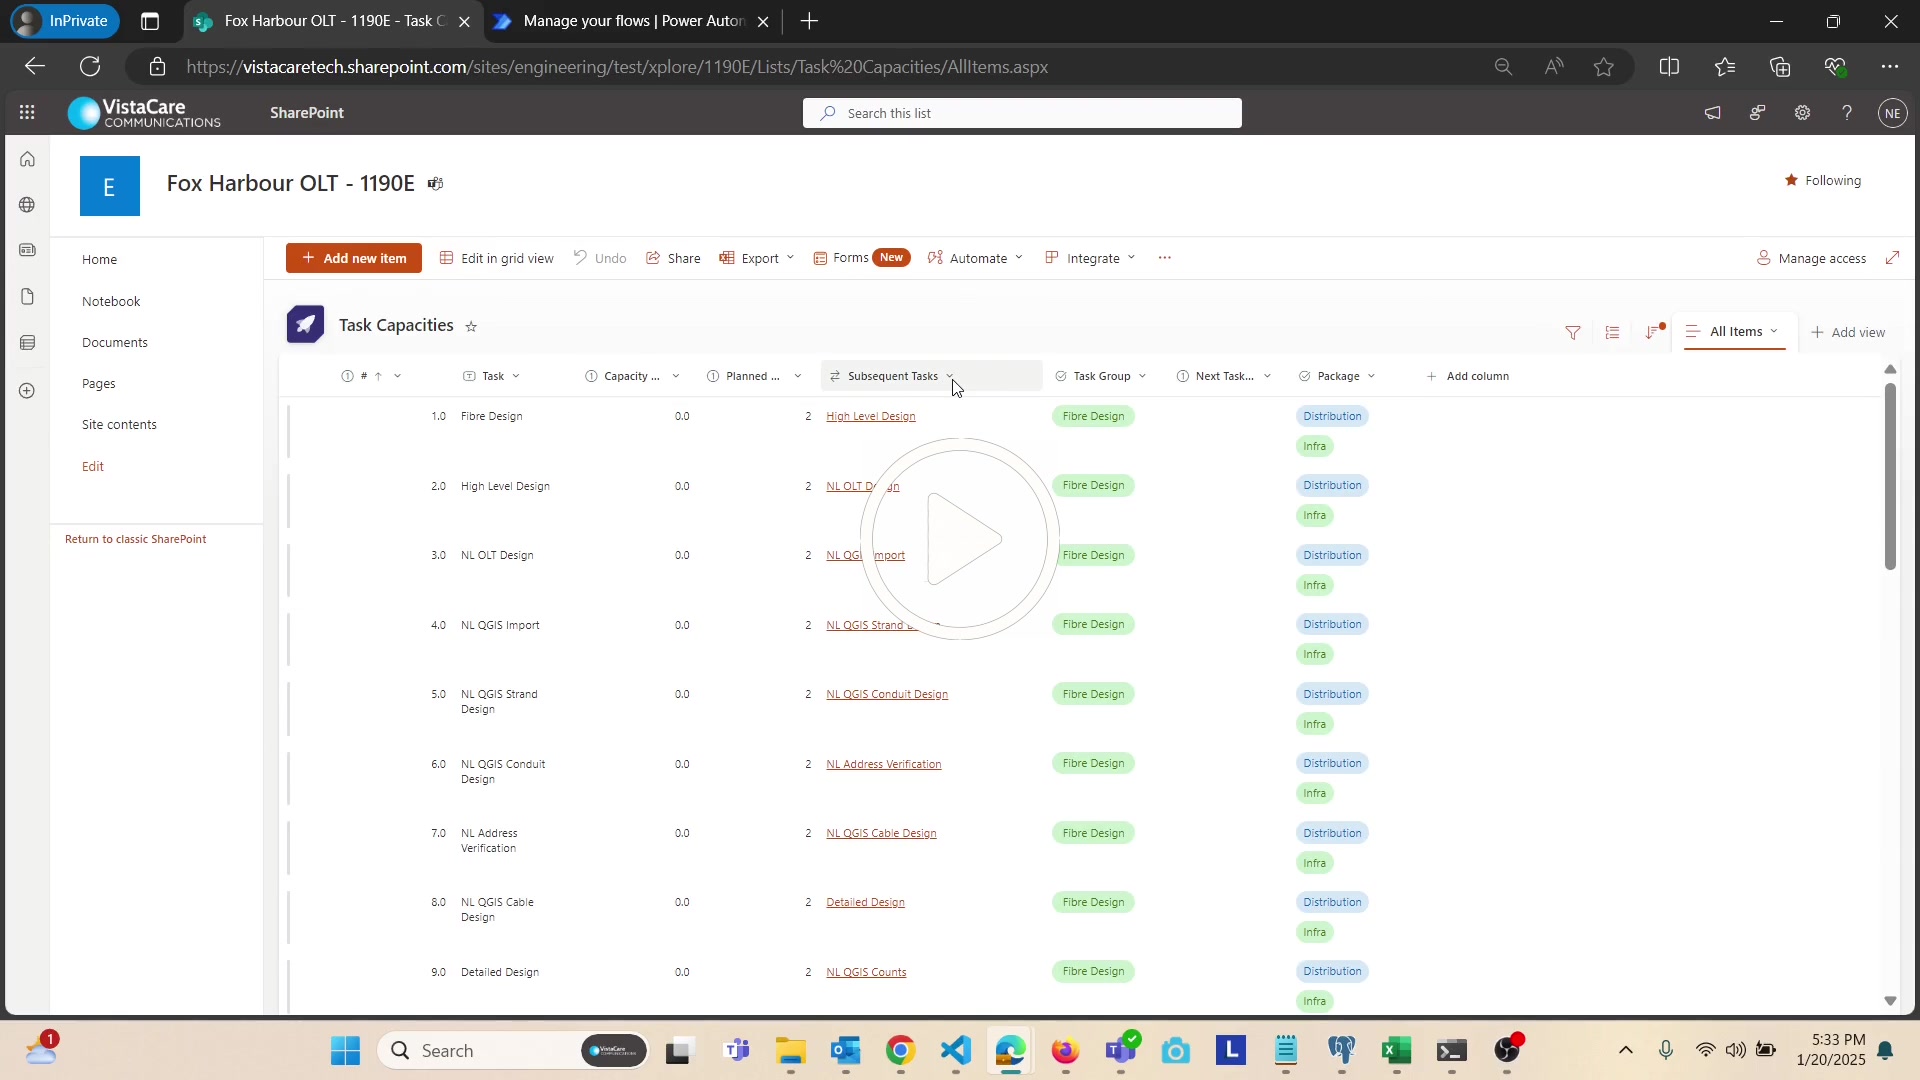 InPrivate
Fox Harbour OLT - 1190E - Task C
Manage your flows | Power Auton
https://vistacaretech.sharepoint.com/sites/engineering/test/xplore/1190E/Lists/Task%20Capacities/AllItems.aspx
VistaCare
COMMUNICATIONS
SharePoint
Search this list
NE
E
Fox Harbour OLT - 1190E
Following
Home
Notebook
Documents
Pages
Site contents
Edit
Return to classic SharePoint
Add new item
Edit in grid view
Undo
Share
Export
Forms New
Automate
Integrate
Manage access
Task Capacities
All Items
Add view
# Task Capacity ... Planned ... Subsequent Tasks Task Group Next Task... Package Add column
1.0 Fibre Design 0.0 2 High Level Design Fibre Design Distribution
Infra
2.0 High Level Design 0.0 2 NL OLT Fibre Design Distribution
Infra
3.0 NL OLT Design 0.0 2 NL Fibre Design Distribution
Infra
4.0 NL QGIS Import 0.0 2 NL QGIS Strand Fibre Design Distribution
Infra
5.0 NL QGIS Strand 0.0 2 NL QGIS Conduit Design Fibre Design Distribution
Design Infra
6.0 NL QGIS Conduit 0.0 2 NL Address Verification Fibre Design Distribution
Design Infra
7.0 NL Address 0.0 2 NL QGIS Cable Design Fibre Design Distribution
Verification Infra
8.0 NL QGIS Cable 0.0 2 Detailed Design Fibre Design Distribution
Design Infra
9.0 Detailed Design 0.0 2 NL QGIS Counts Fibre Design Distribution
Infra
1
Search
VistaCare
L
5:33 PM
1/20/2025